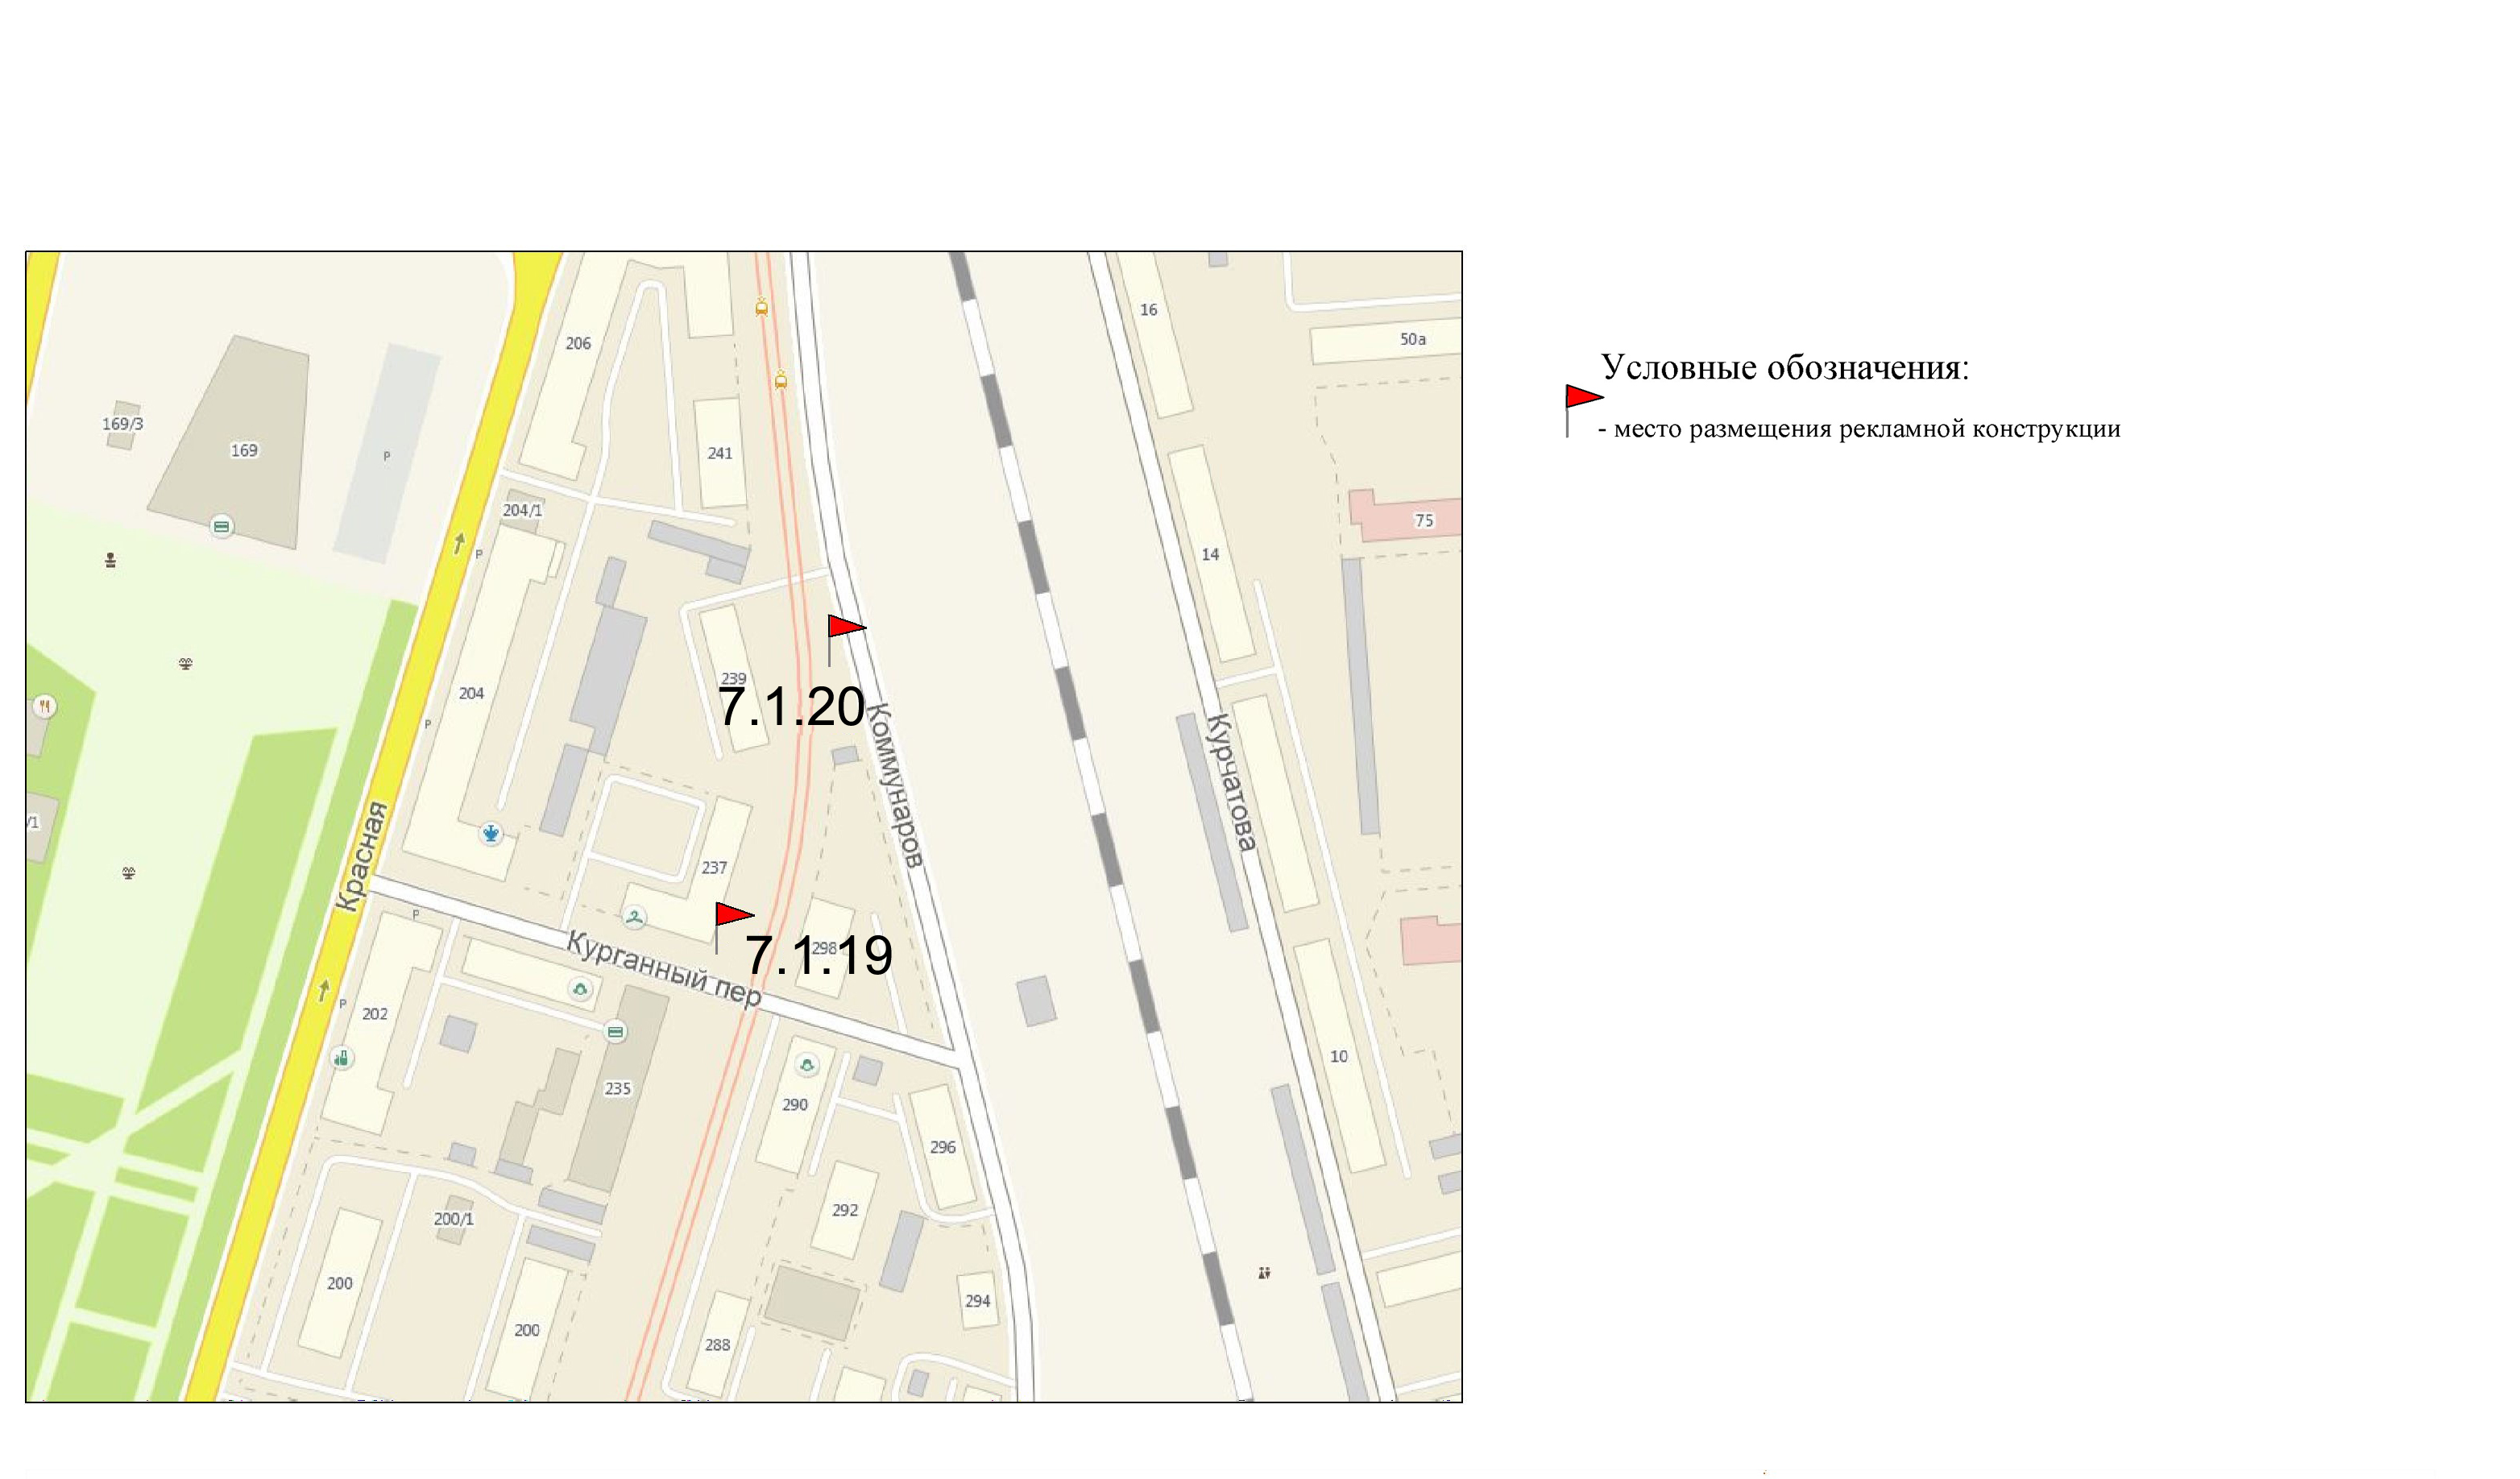 Условные обозначения:
- место размещения рекламной конструкции
16
50а
206
169/3
169
P
241
204/1
75
P
14
239
204
7.1.20
P
Коммунаров
Курчатова
Красная
/1
237
P
298
Курганный пер
7.1.19
P
202
10
235
290
296
292
200/1
200
294
200
288